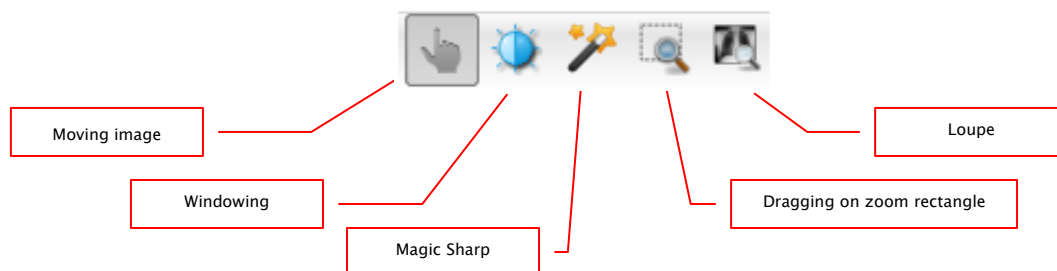 Moving image
Loupe
Windowing
Dragging on zoom rectangle
Magic Sharp